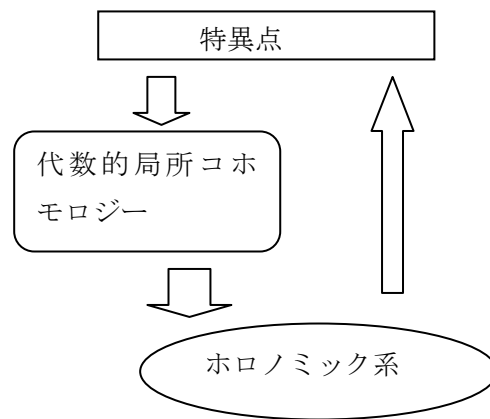 特異点
代数的局所コホ
モロジー
ホロノミック系